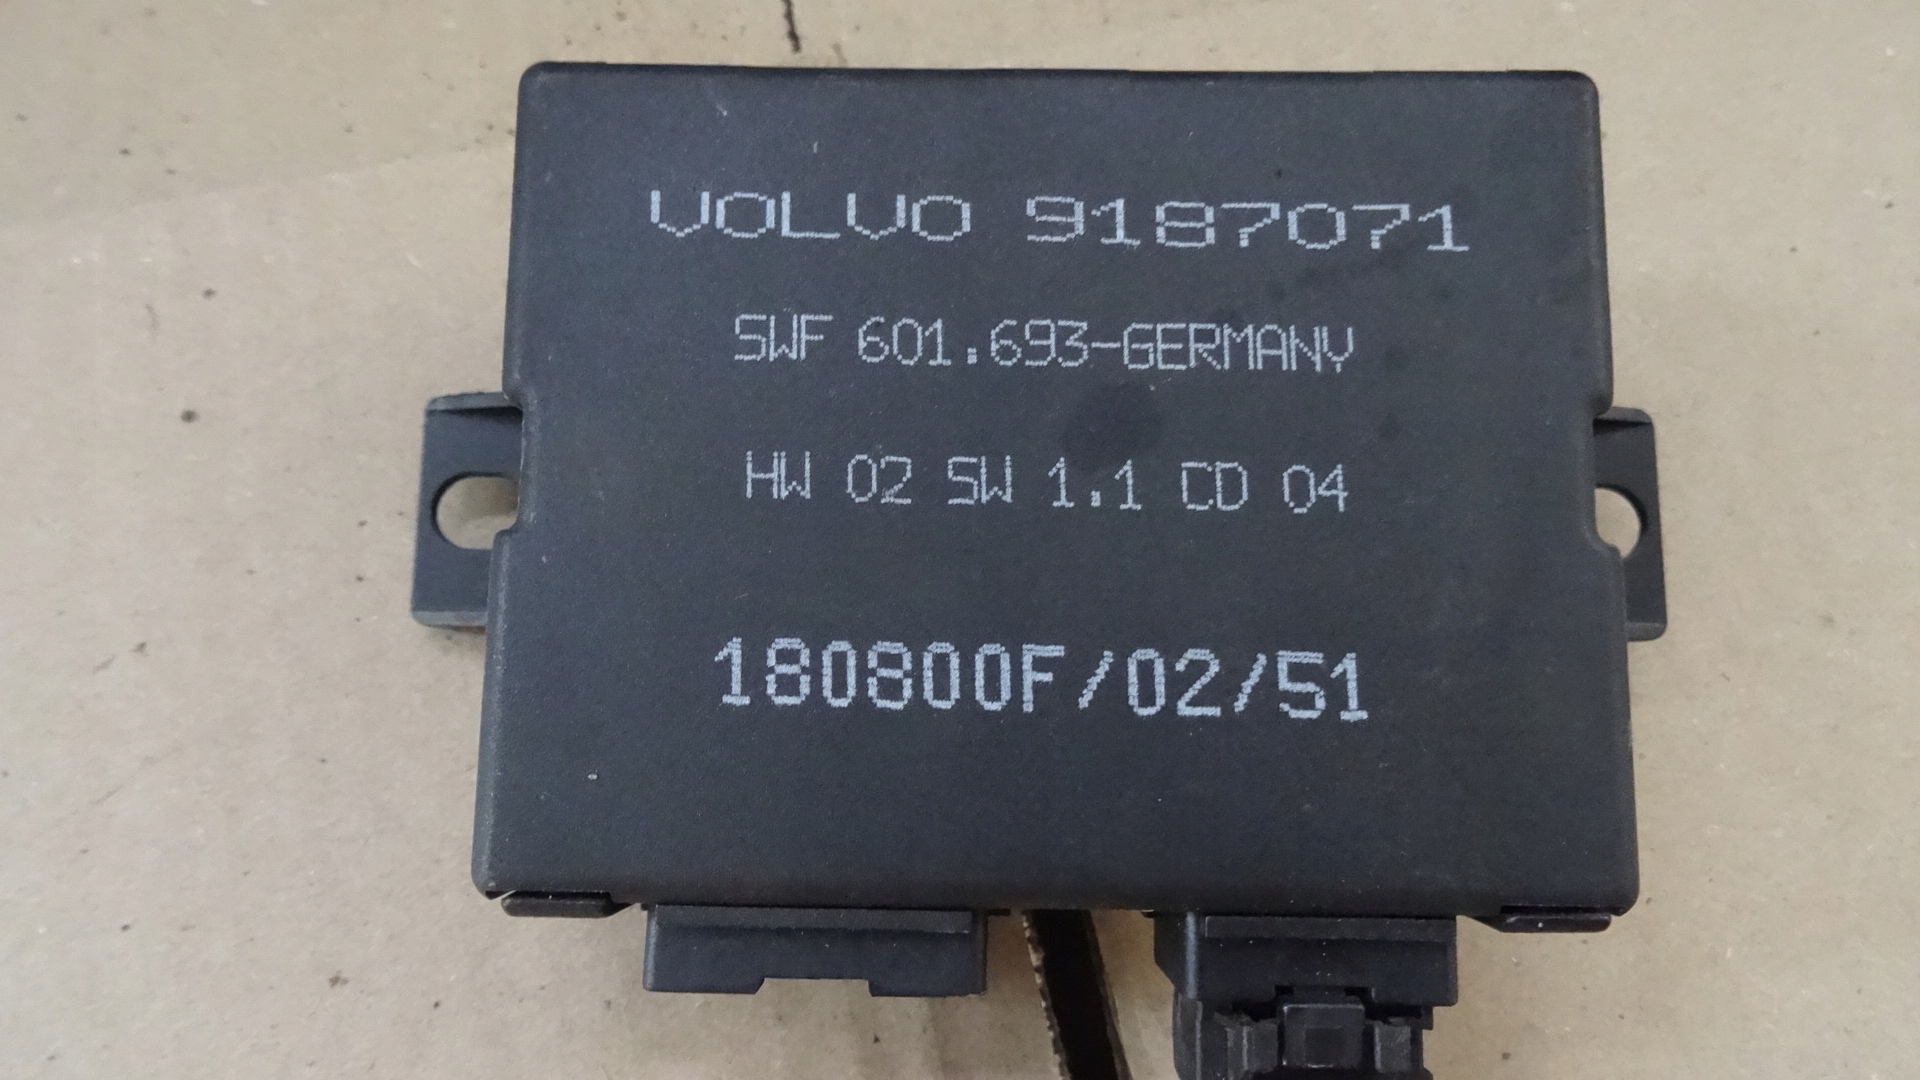 VOLVO 9187071
SWF 601.693-GERMANY
HW 02 SW 1.1 CD 04
180800F/02/51